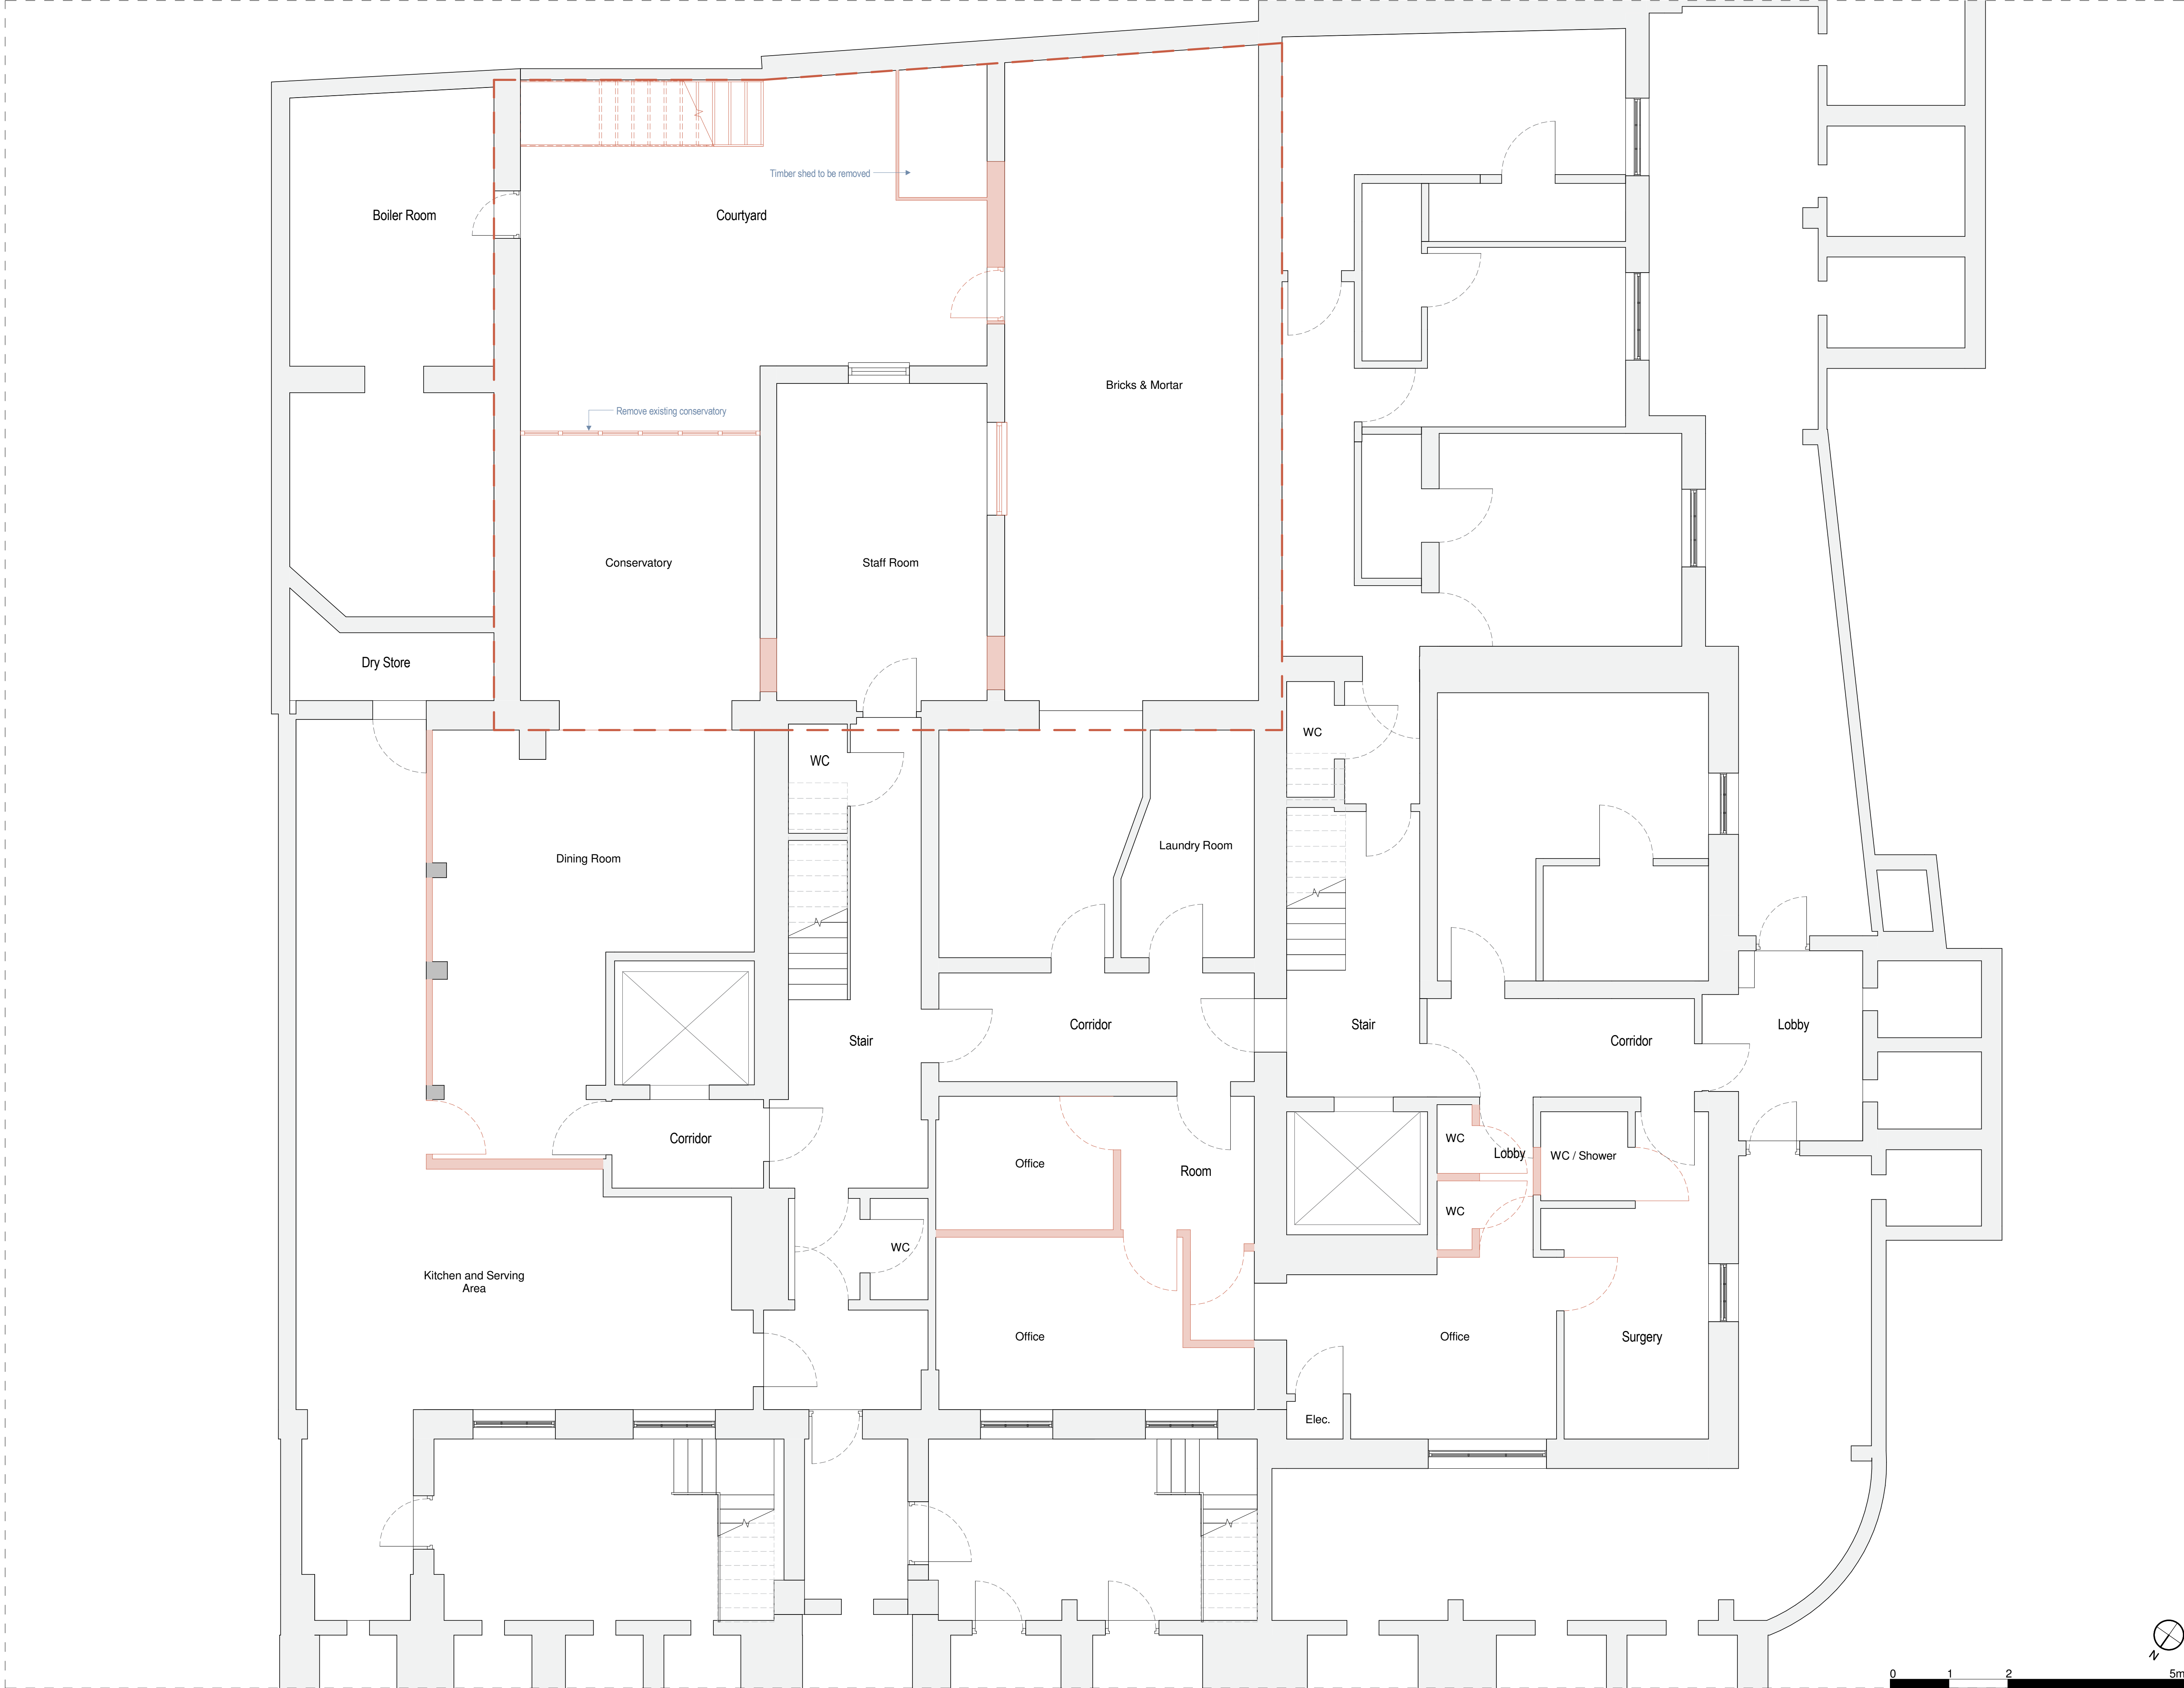 Timber shed to be removed
Boiler Room
Courtyard
Bricks & Mortar
Remove existing conservatory
Conservatory
Staff Room
Dry Store
WC
WC
Dining Room
Laundry Room
Stair
Corridor
Stair
Corridor
Lobby
Corridor
WC
Lobby
WC / Shower
Office
Room
WC
WC
Kitchen and Serving
Area
Office
Office
Surgery
Elec.
N
0 1 2 5m